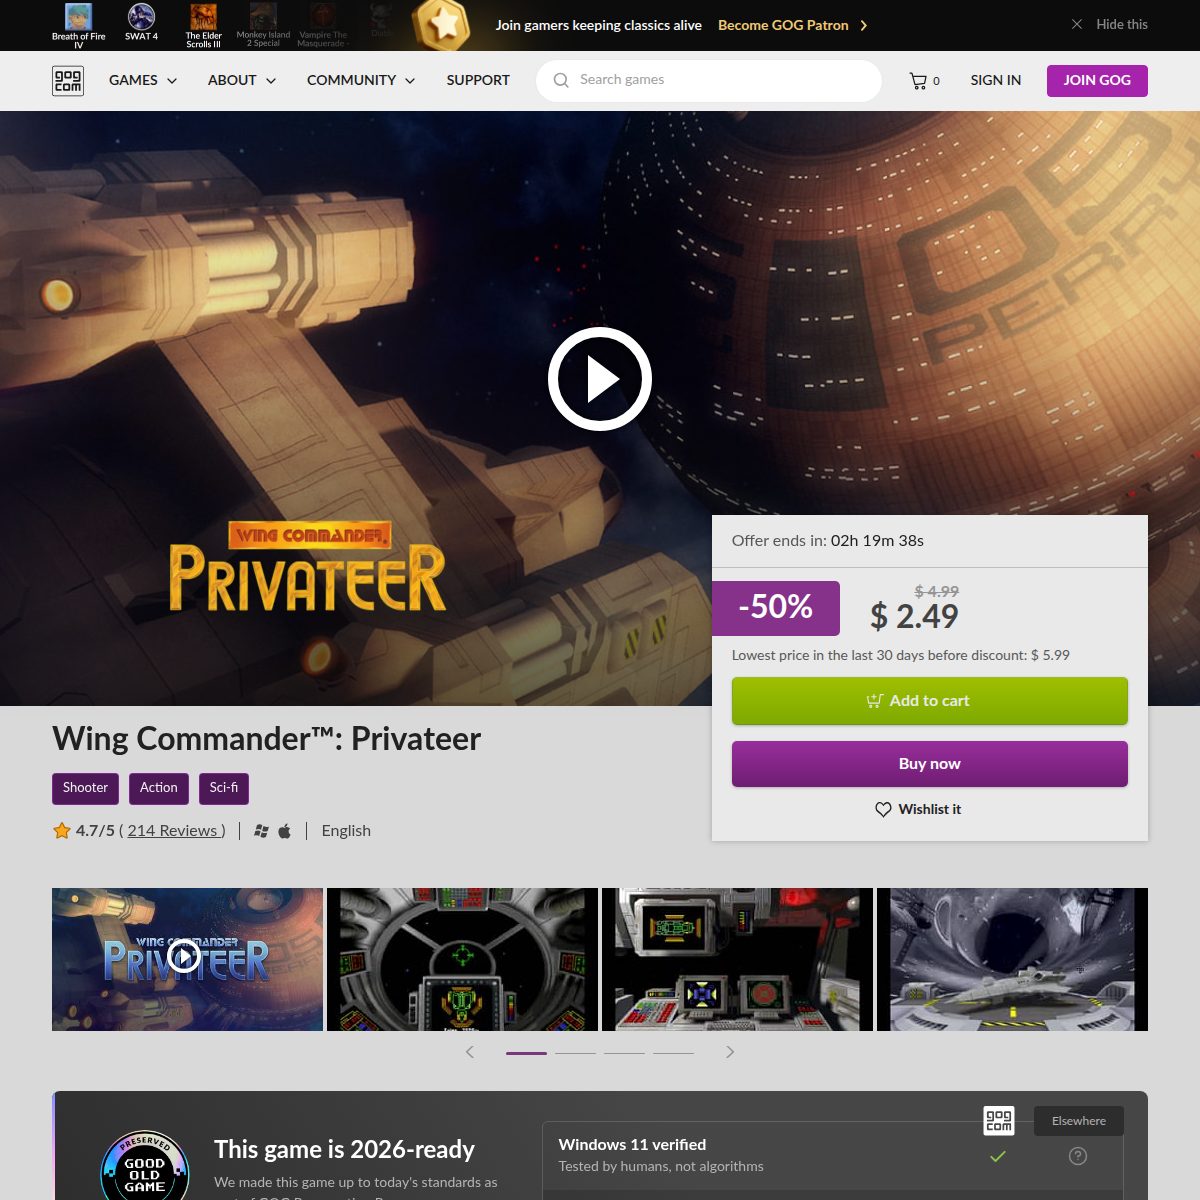 Breath of Fire
IV
SWAT 4
The Elder
Scrolls III
Monkey Island
2 Special
Vampire The
Masquerade -
Diablo
Join gamers keeping classics alive
Become GOG Patron
Hide this
gog
com
GAMES
ABOUT
COMMUNITY
SUPPORT
Search games
0
SIGN IN
JOIN GOG
WING COMMANDER
PRIVATEER
Offer ends in: 02h 19m 38s
-50%
$ 4.99
$ 2.49
Lowest price in the last 30 days before discount: $ 5.99
Add to cart
Buy now
Wishlist it
Wing Commander™: Privateer
Shooter
Action
Sci-fi
4.7/5 ( 214 Reviews )
English
WING COMMANDER
PRIVATEER
gog
com
Elsewhere
PRESERVED
GOOD
OLD
GAME
This game is 2026-ready
We made this game up to today's standards as
Windows 11 verified
Tested by humans, not algorithms